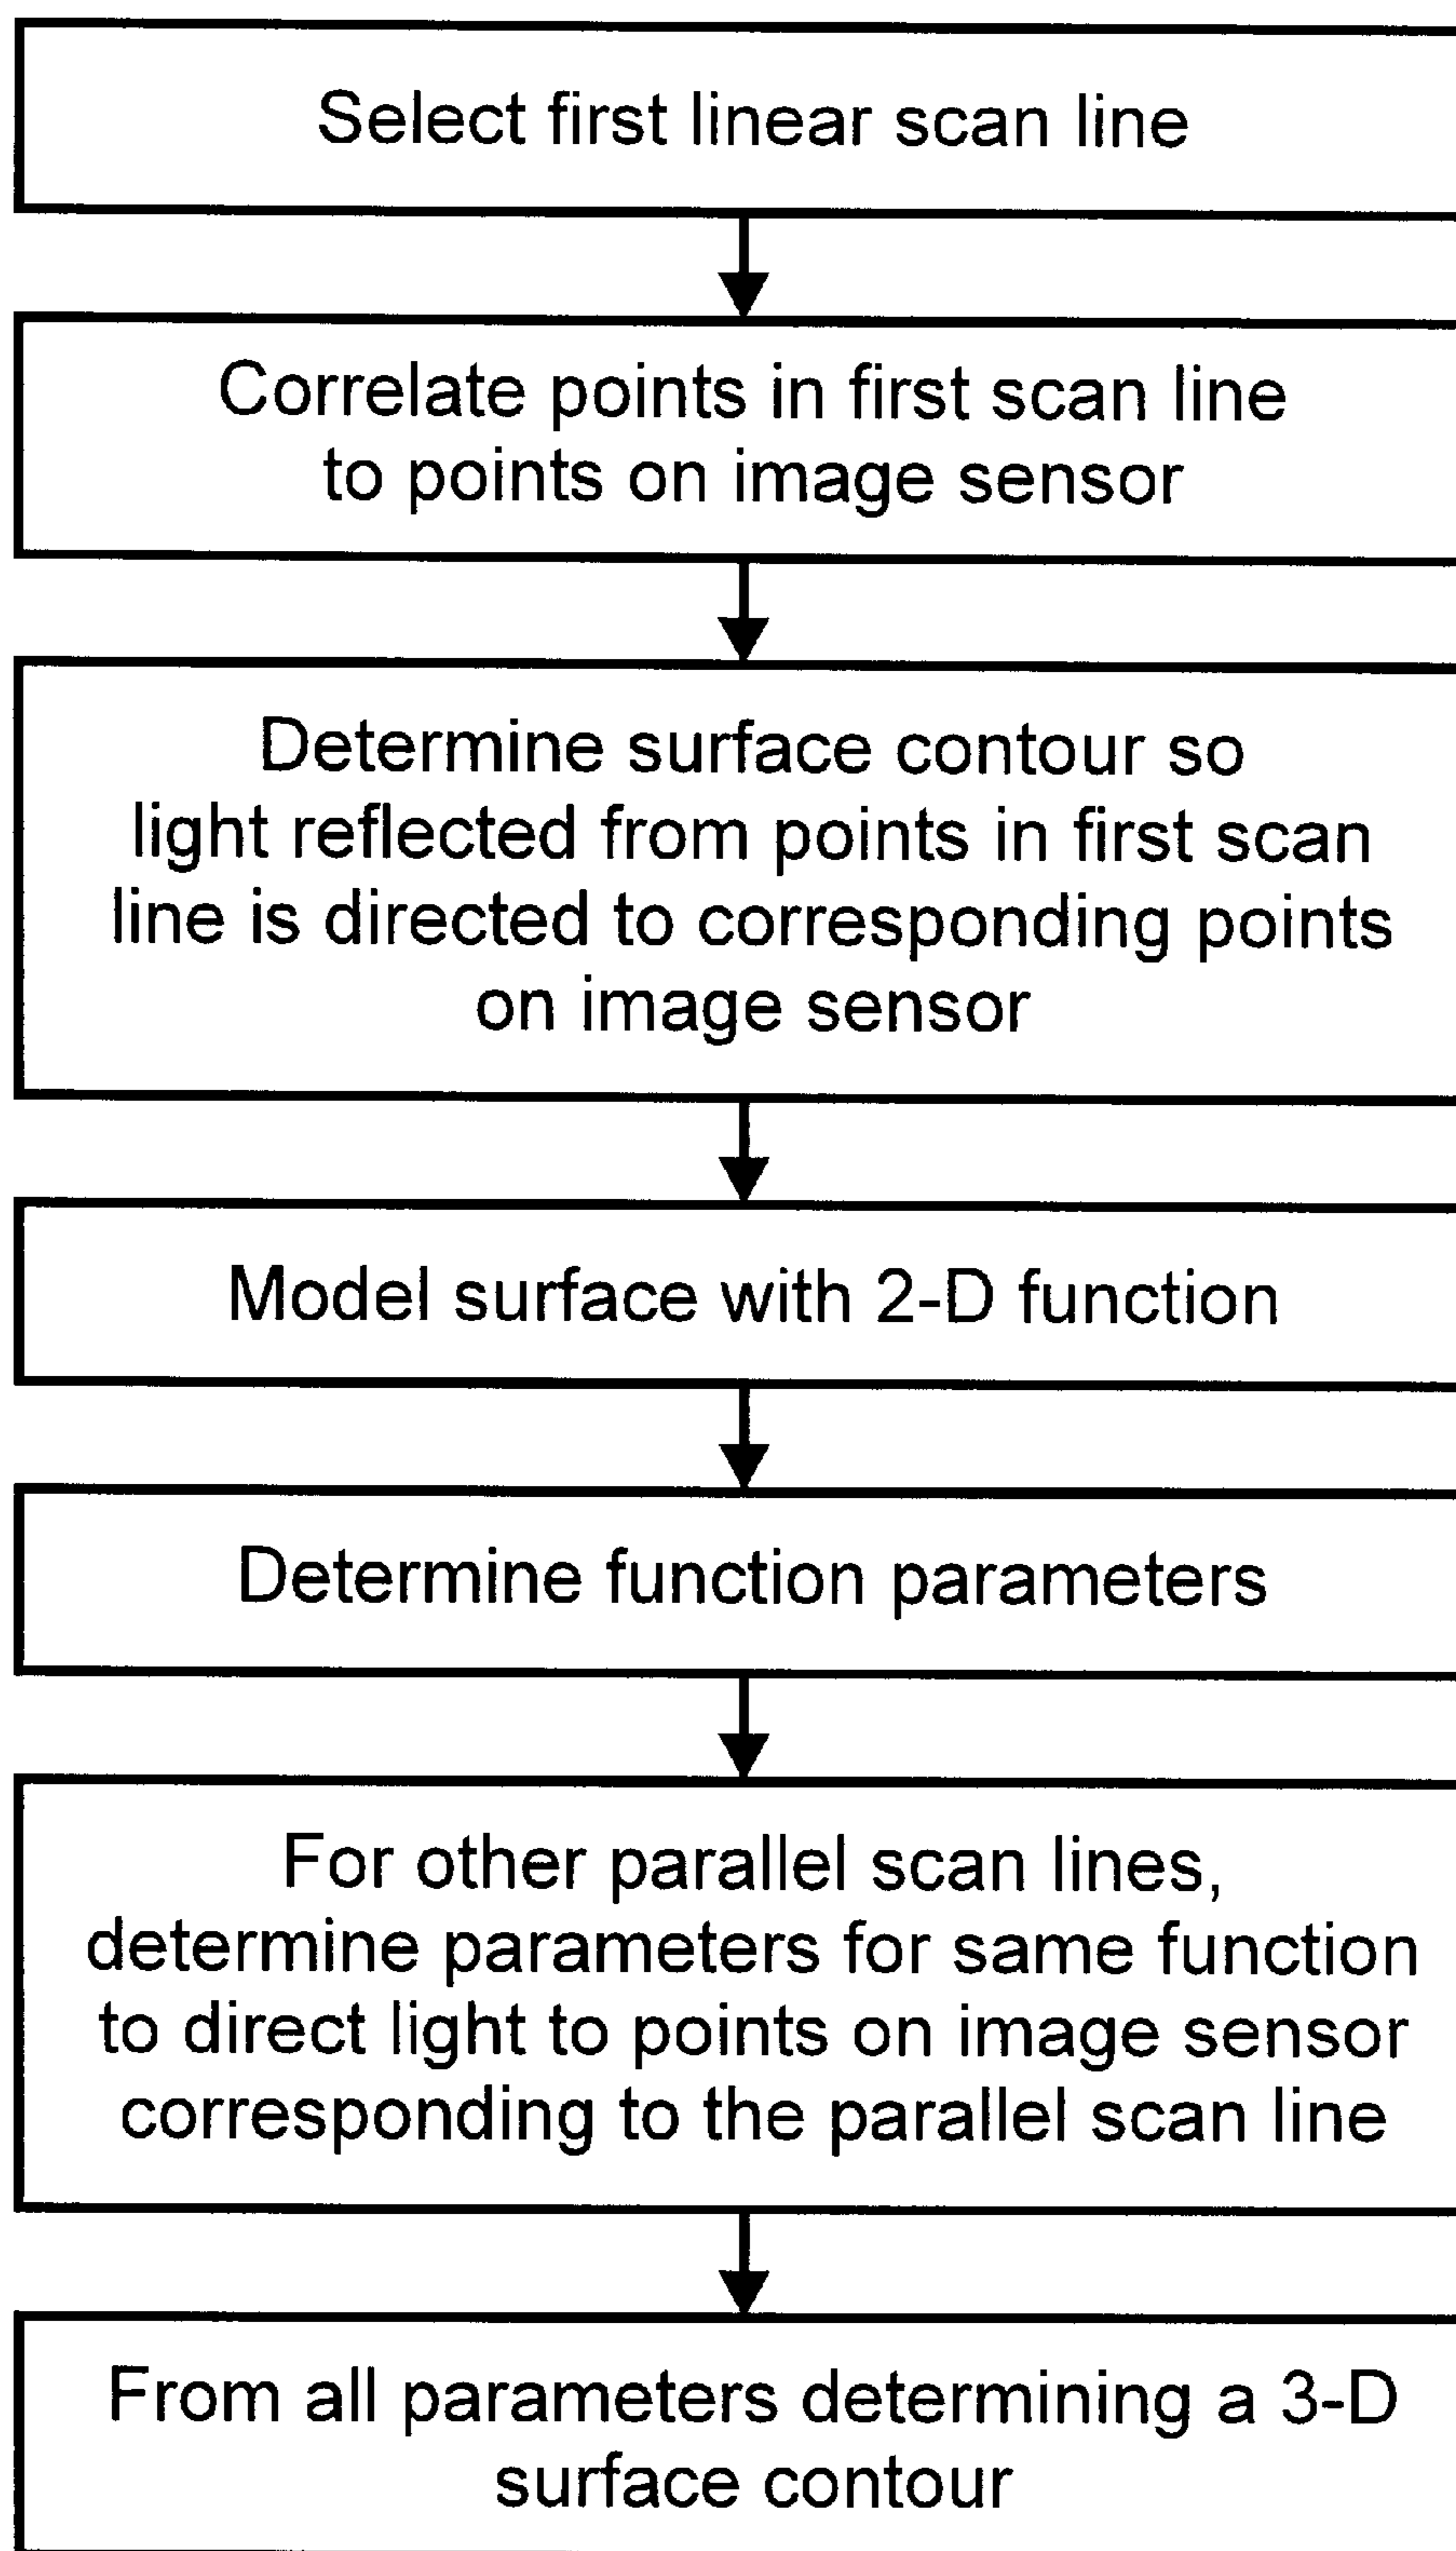 Select first linear scan line
Correlate points in first scan line
to points on image sensor
Determine surface contour so
light reflected from points in first scan
line is directed to corresponding points
on image sensor
Model surface with 2-D function
Determine function parameters
For other parallel scan lines,
determine parameters for same function
to direct light to points on image sensor
corresponding to the parallel scan line
From all parameters determining a 3-D
surface contour